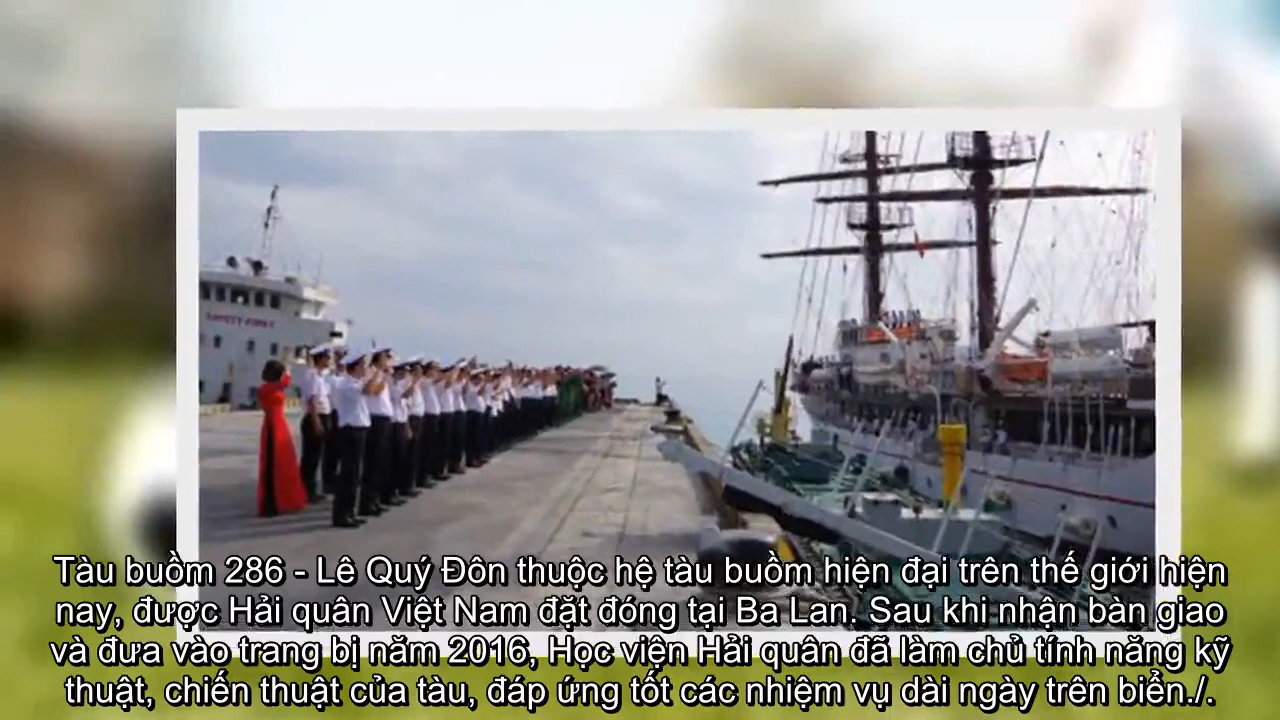 SAFETY FIRST
Tàu buồm 286 - Lê Quý Đôn thuộc hệ tàu buồm hiện đại trên thế giới hiện
nay, được Hải quân Việt Nam đặt đóng tại Ba Lan. Sau khi nhận bàn giao
và đưa vào trang bị năm 2016, Học viện Hải quân đã làm chủ tính năng kỹ
thuật, chiến thuật của tàu, đáp ứng tốt các nhiệm vụ dài ngày trên biển./.